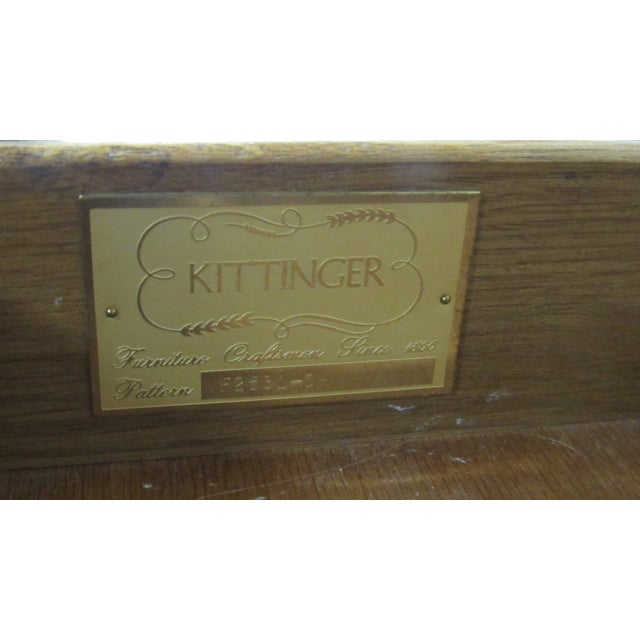 KITTINGER
Furniture Craftsmen Since 1866
Pattern